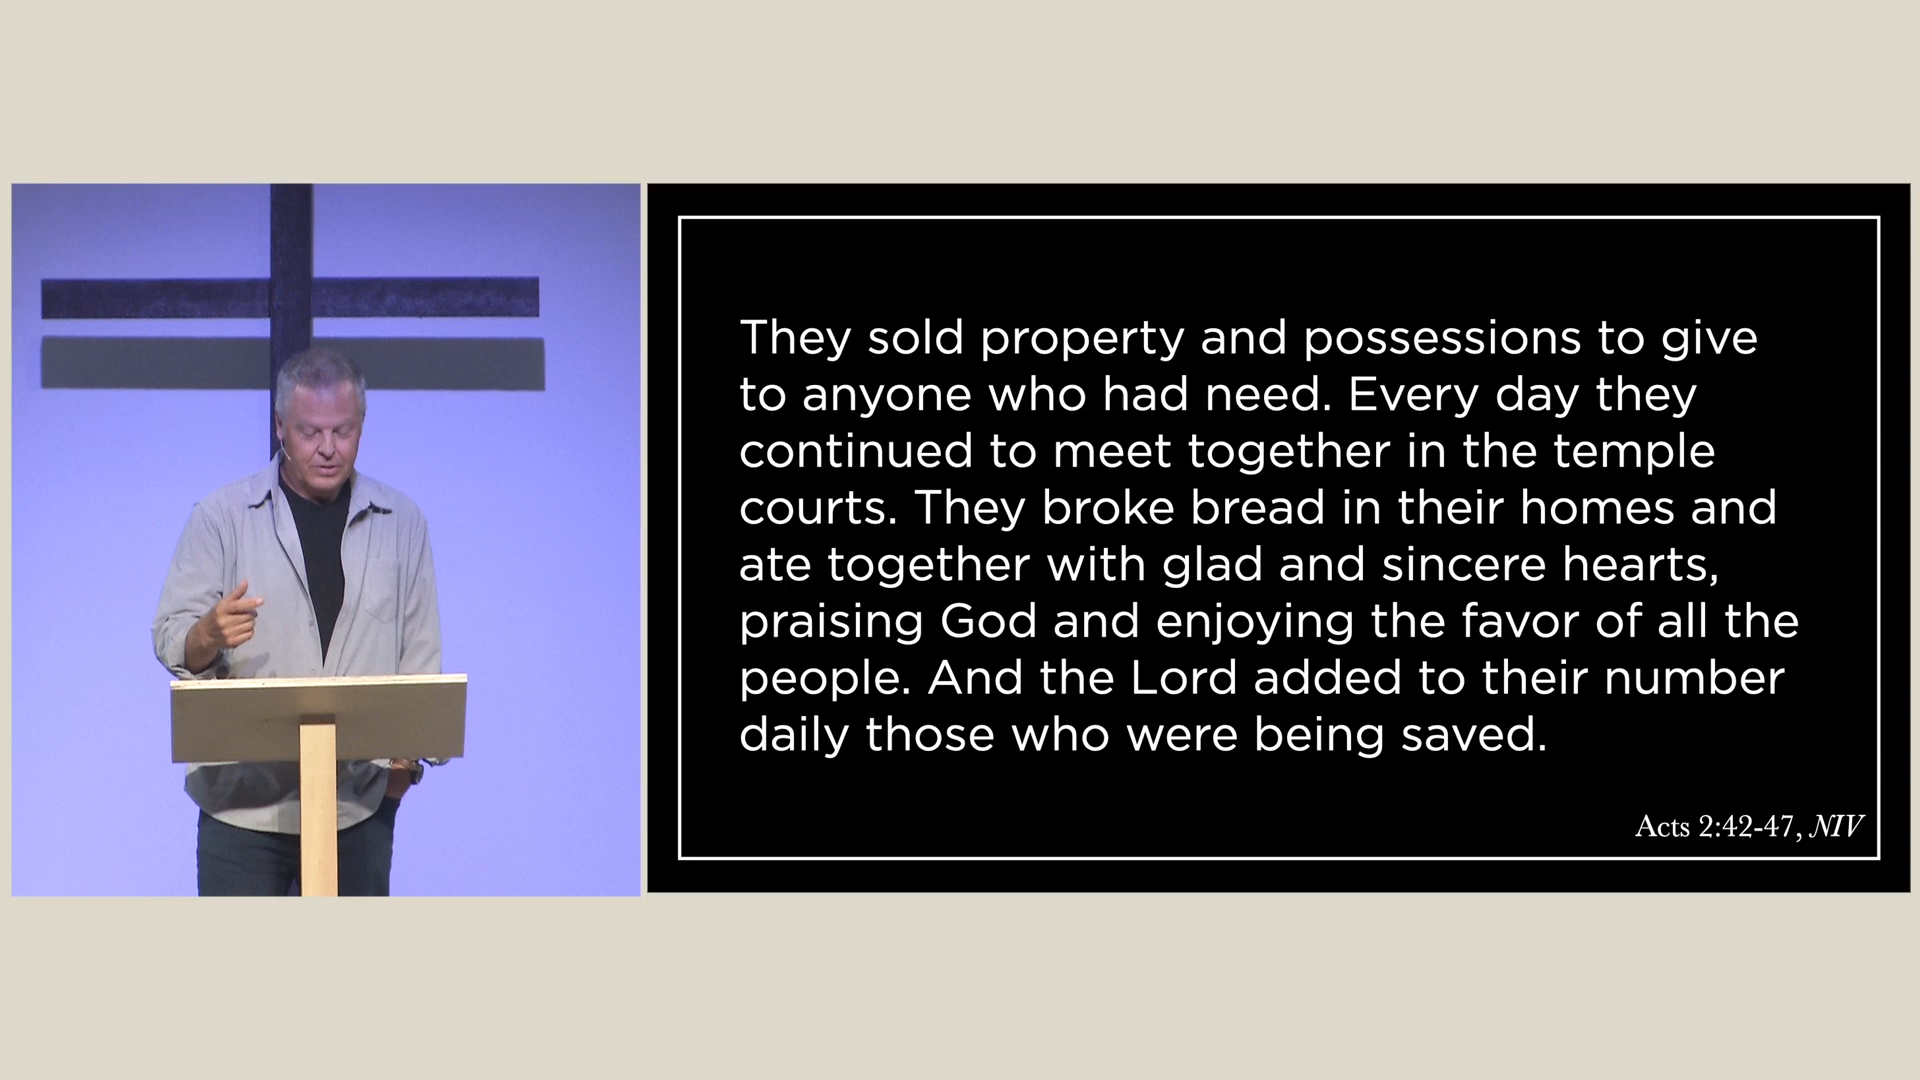 They sold property and possessions to give
to anyone who had need. Every day they
continued to meet together in the temple
courts. They broke bread in their homes and
ate together with glad and sincere hearts,
praising God and enjoying the favor of all the
people. And the Lord added to their number
daily those who were being saved.
Acts 2:42-47, NIV